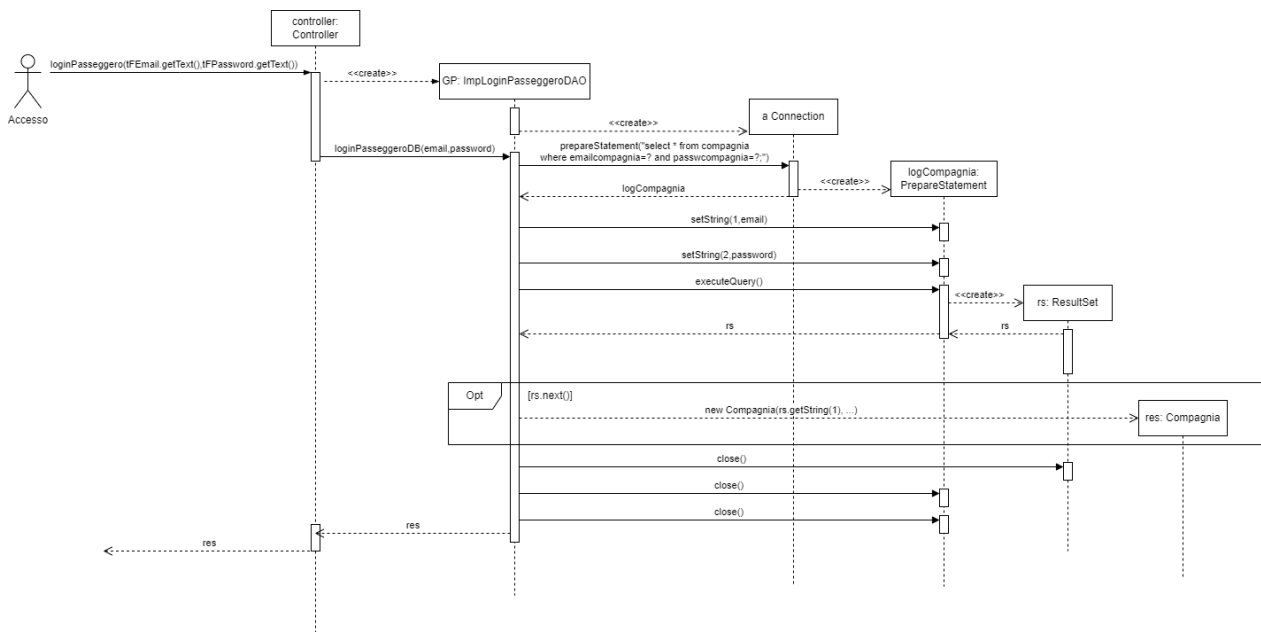 controller:
Controller
loginPasseggero(tFEmail.getText(),tFPassword.getText())
<<create>>
GP: ImpLoginPasseggeroDAO
Accesso
<<create>>
a Connection
loginPasseggeroDB(email,password)
prepareStatement("select * from compagnia
where emailcompagnia=? and passwcompagnia=?;")
logCompagnia
<<create>>
logCompagnia:
PrepareStatement
setString(1,email)
setString(2,password)
executeQuery()
<<create>>
rs: ResultSet
rs
rs
Opt
[rs.next()]
new Compagnia(rs.getString(1), ...)
res: Compagnia
close()
close()
close()
res
res